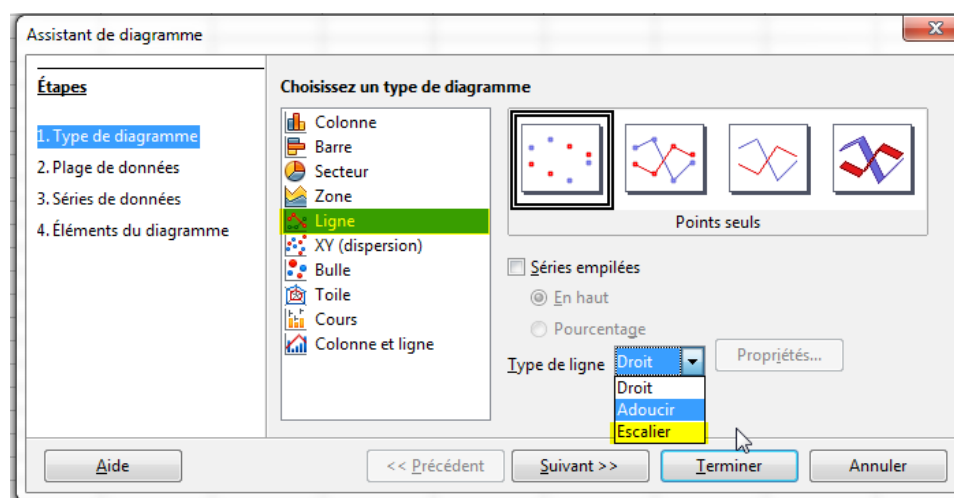 Assistant de diagramme
Étapes
1. Type de diagramme
2. Plage de données
3. Séries de données
4. Éléments du diagramme
Choisissez un type de diagramme
Colonne
Barre
Secteur
Zone
Ligne
XY (dispersion)
Bulle
Toile
Cours
Colonne et ligne
Points seuls
Séries empilées
En haut
Pourcentage
Type de ligne Droit Propriétés...
Droit
Adoucir
Escalier
Aide << Précédent Suivant >> Terminer Annuler